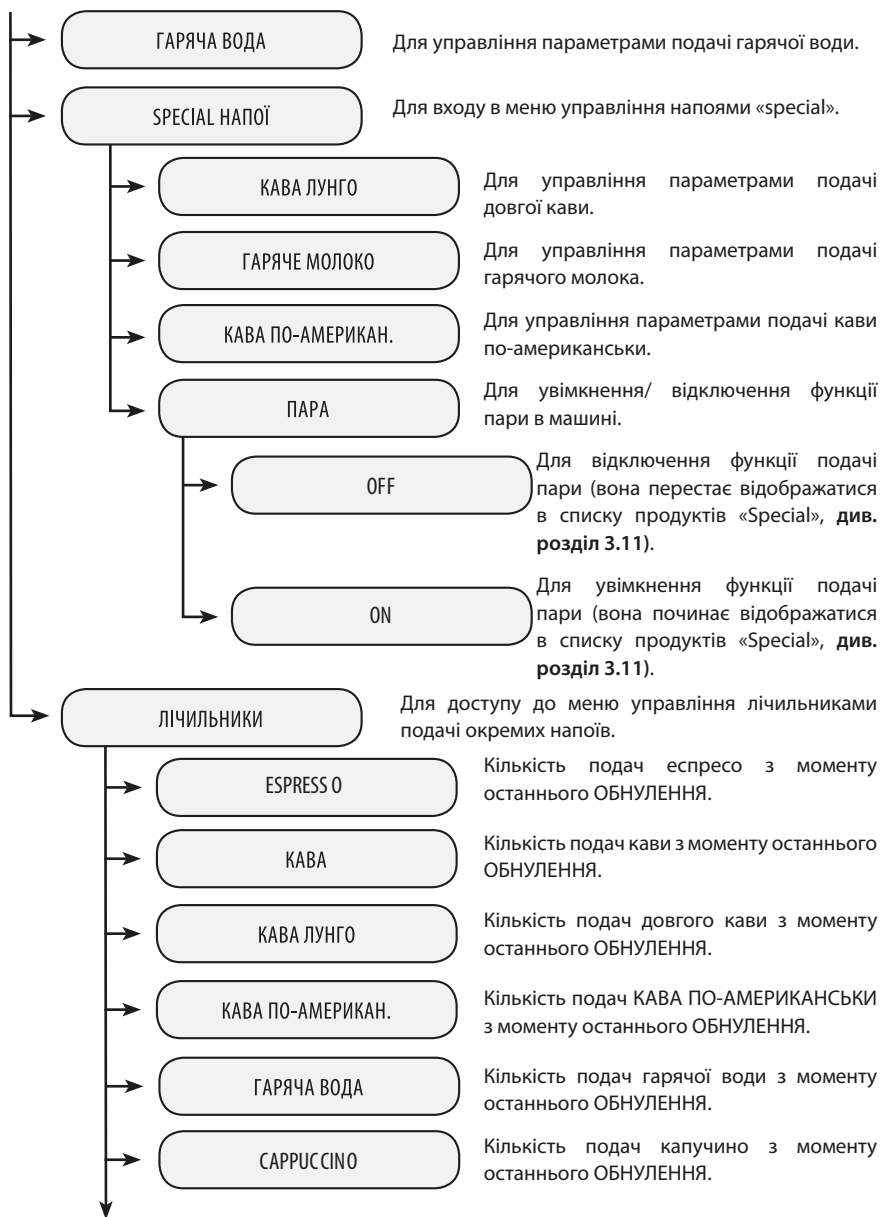 ГАРЯЧА ВОДА
Для управління параметрами подачі гарячої води.
SPECIAL НАПОЇ
Для входу в меню управління напоями «special».
КАВА ЛУНГО
Для управління параметрами подачі
довгої кави.
ГАРЯЧЕ МОЛОКО
Для управління параметрами подачі
гарячого молока.
КАВА ПО-АМЕРИКАН.
Для управління параметрами подачі кави
по-американськи.
ПАРА
Для увімкнення/ відключення функції
пари в машині.
OFF
Для відключення функції подачі
пари (вона перестає відображатися
в списку продуктів «Special», див.
розділ 3.11).
ON
Для увімкнення функції подачі
пари (вона починає відображатися
в списку продуктів «Special», див.
розділ 3.11).
ЛІЧИЛЬНИКИ
Для доступу до меню управління лічильниками
подачі окремих напоїв.
ESPRESS O
Кількість подач еспресо з моменту
останнього ОБНУЛЕННЯ.
КАВА
Кількість подач кави з моменту останнього
ОБНУЛЕННЯ.
КАВА ЛУНГО
Кількість подач довгого кави з моменту
останнього ОБНУЛЕННЯ.
КАВА ПО-АМЕРИКАН.
Кількість подач КАВА ПО-АМЕРИКАНСЬКИ
з моменту останнього ОБНУЛЕННЯ.
ГАРЯЧА ВОДА
Кількість подач гарячої води з моменту
останнього ОБНУЛЕННЯ.
CAPPUCCINO
Кількість подач капучино з моменту
останнього ОБНУЛЕННЯ.